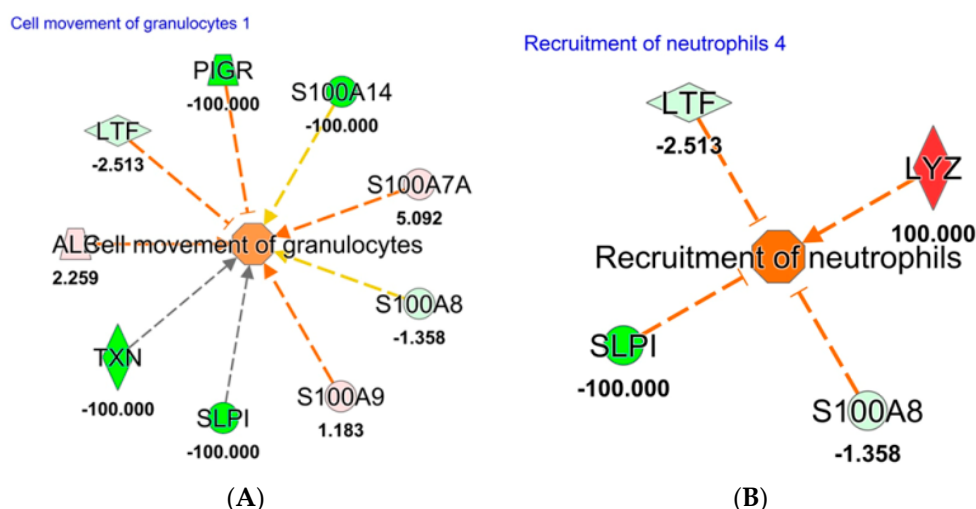 Cell movement of granulocytes 1
PIGR
-100.000
S100A14
-100.000
LTF
-2.513
S100A7A
5.092
ALB
2.259
Cell movement of granulocytes
S100A8
-1.358
TXN
-100.000
S100A9
1.183
SLPI
-100.000
(A)
Recruitment of neutrophils 4
LTF
-2.513
LYZ
100.000
Recruitment of neutrophils
SLPI
-100.000
S100A8
-1.358
(B)